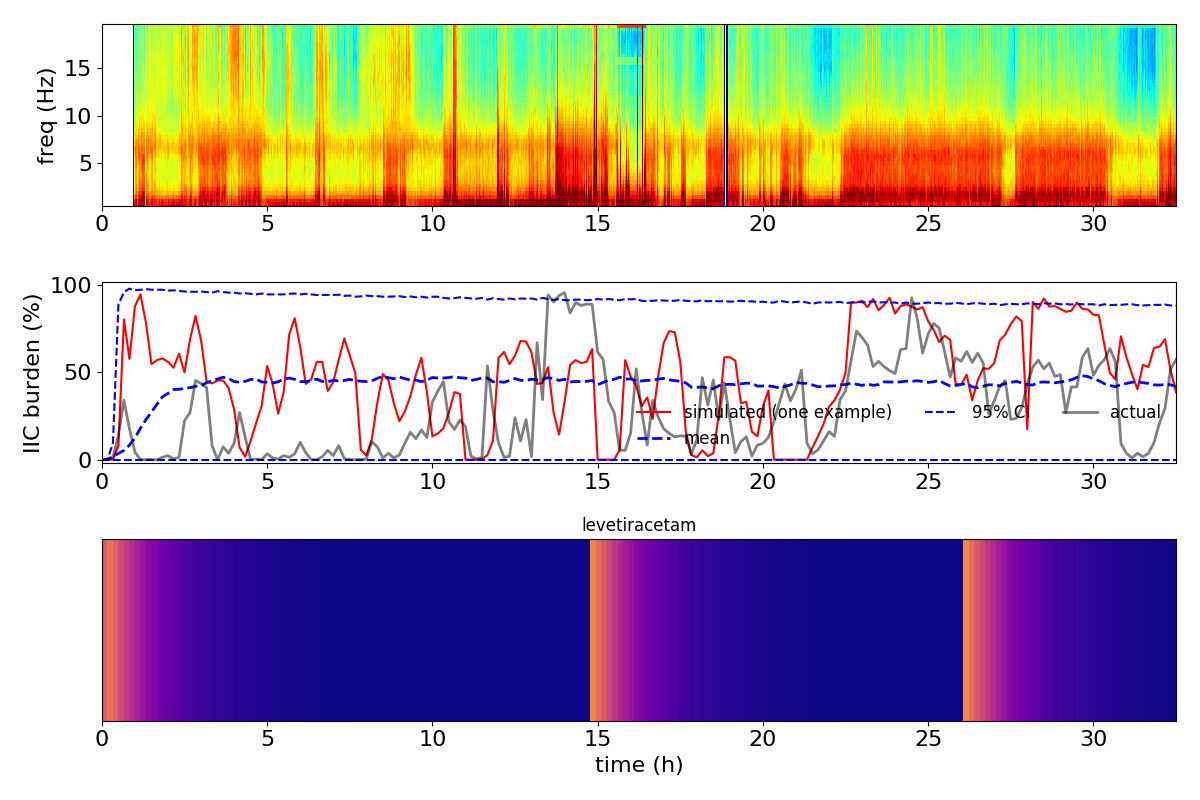 freq (Hz)
15
10
5
0 5 10 15 20 25 30
IIC burden (%)
100
50
0
simulated (one example)
mean
95% CI
actual
0 5 10 15 20 25 30
levetiracetam
0 5 10 15 20 25 30
time (h)